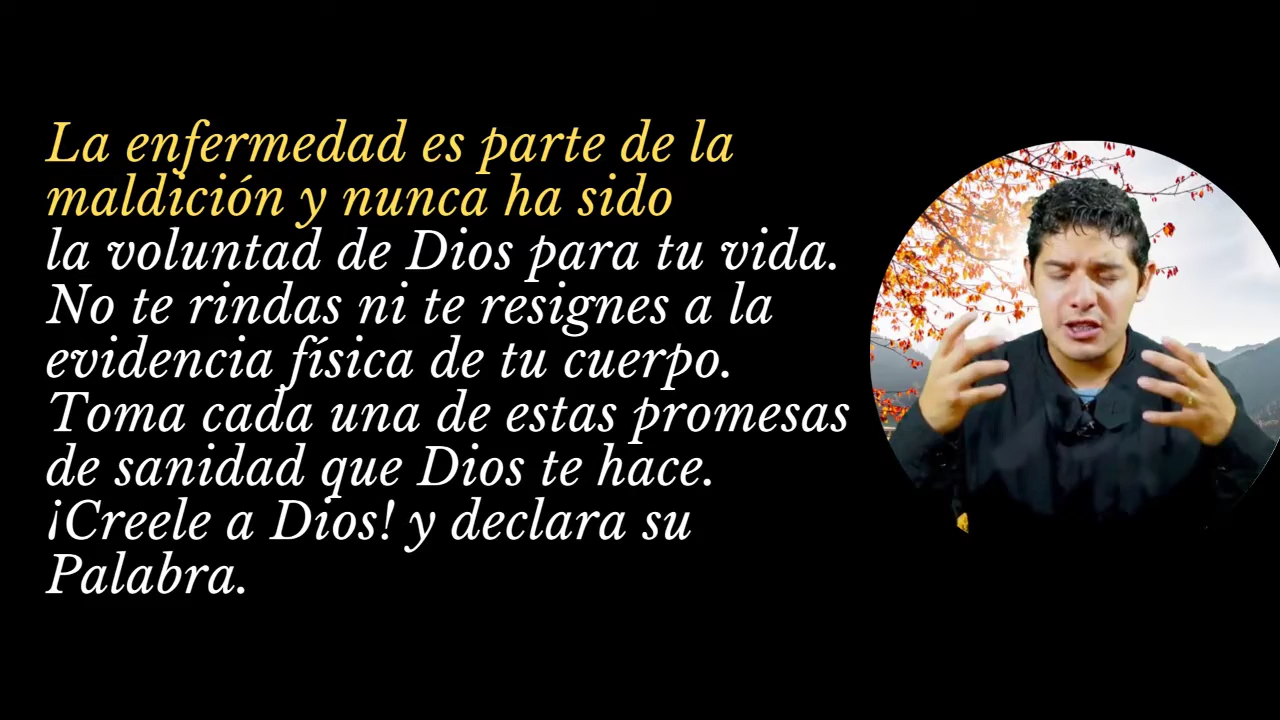 La enfermedad es parte de la
maldición y nunca ha sido
la voluntad de Dios para tu vida.
No te rindas ni te resignes a la
evidencia física de tu cuerpo.
Toma cada una de estas promesas
de sanidad que Dios te hace.
¡Creele a Dios! y declara su
Palabra.